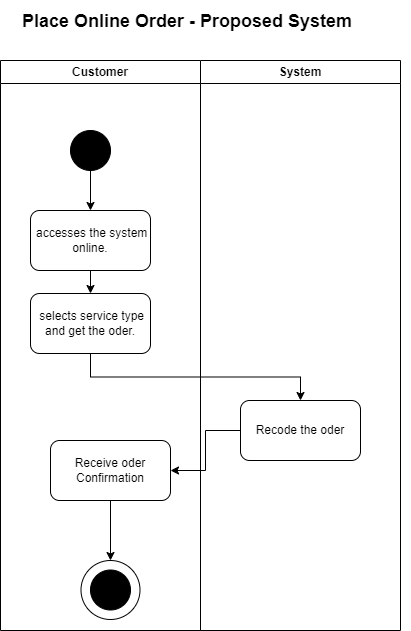 Place Online Order - Proposed System
Customer
System
accesses the system
online.
selects service type
and get the oder.
Recode the oder
Receive oder
Confirmation